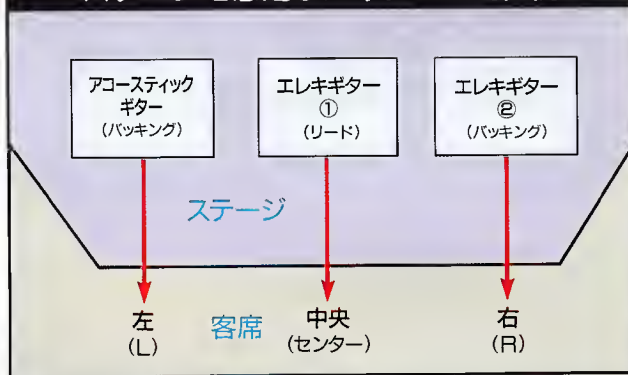 アコースティック
ギター
(バッキング)
エレキギター
①
(リード)
エレキギター
②
(バッキング)
ステージ
客席
左
(L)
中央
(センター)
右
(R)